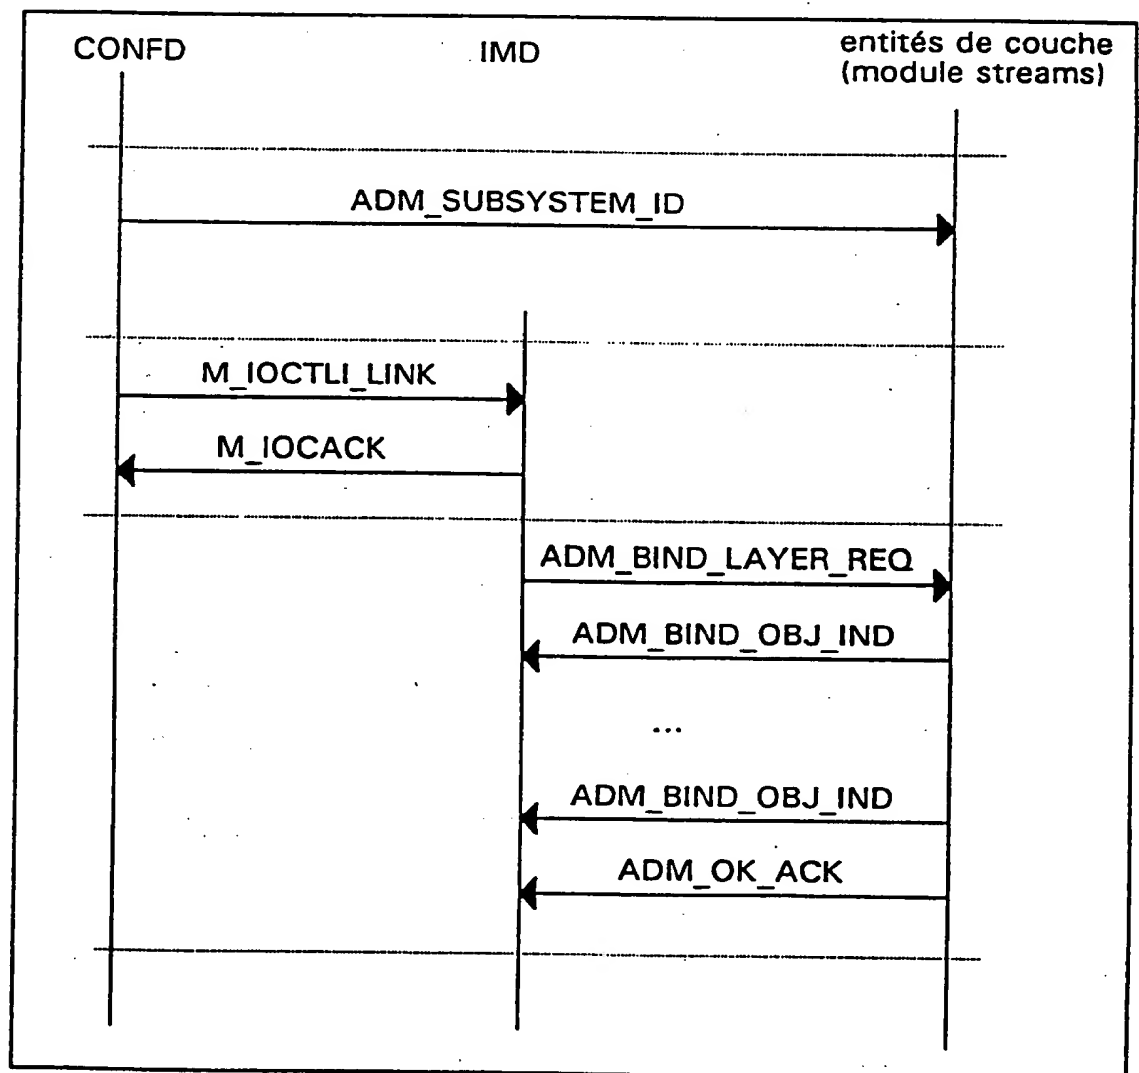 CONFD
IMD
entités de couche
(module streams)
ADM_SUBSYSTEM_ID
M_IOCTLI_LINK
M_IOCACK
ADM_BIND_LAYER_REQ
ADM_BIND_OBJ_IND
...
ADM_BIND_OBJ_IND
ADM_OK_ACK